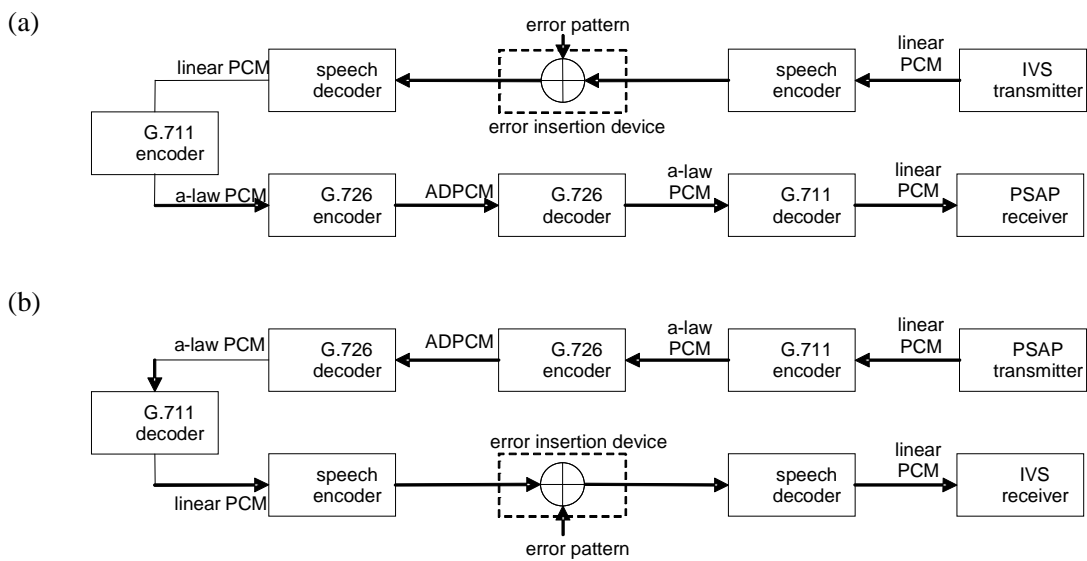 (a)
error pattern
linear PCM
speech
decoder
speech
encoder
linear
PCM
IVS
transmitter
error insertion device
G.711
encoder
a-law PCM
G.726
encoder
ADPCM
G.726
decoder
a-law
PCM
G.711
decoder
linear
PCM
PSAP
receiver
(b)
a-law PCM
G.726
decoder
ADPCM
G.726
encoder
a-law
PCM
G.711
encoder
linear
PCM
PSAP
transmitter
G.711
decoder
error insertion device
linear PCM
speech
encoder
speech
decoder
linear
PCM
IVS
receiver
error pattern